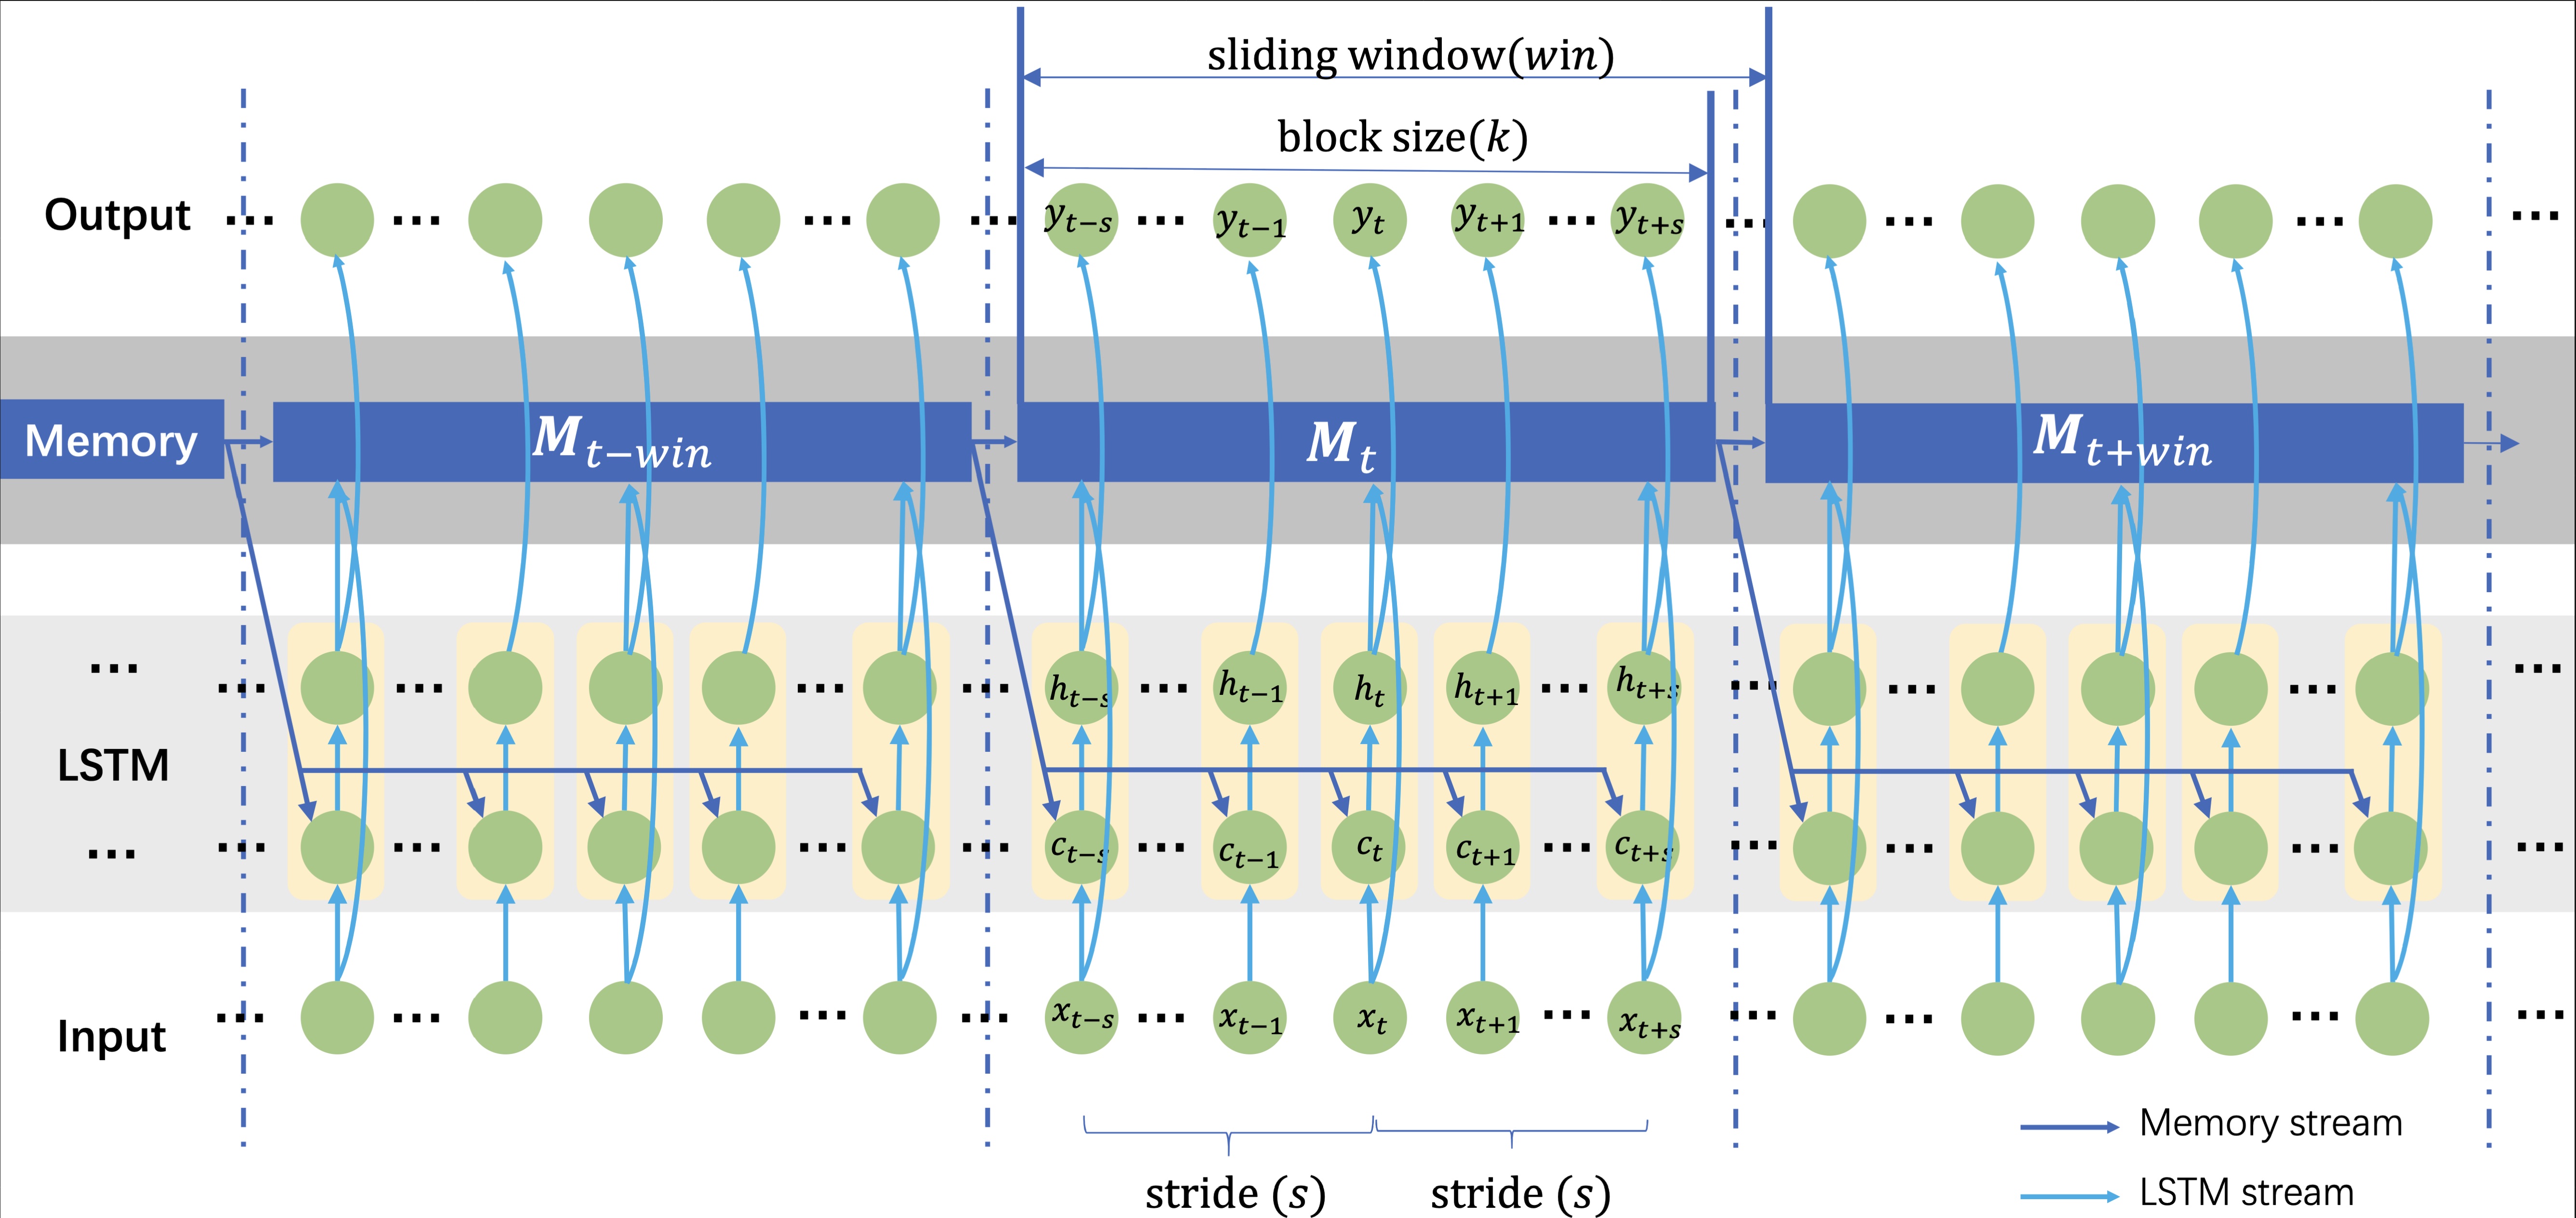 sliding window(win)
block size(k)
Output ... ... ... ... y_{t−s} ... y_{t−1} y_t y_{t+1} ... y_{t+s} ... ... ... ...
Memory M_{t−win} M_t M_{t+win}
... ...
... ... ... ... h_{t−s} ... h_{t−1} h_t h_{t+1} ... h_{t+s} ... ... ...
LSTM
... ... ... ... ... c_{t−s} ... c_{t−1} c_t c_{t+1} ... c_{t+s} ... ... ... ...
Input ... ... ... ... x_{t−s} ... x_{t−1} x_t x_{t+1} ... x_{t+s} ... ... ... ...
stride (s) stride (s)
Memory stream
LSTM stream